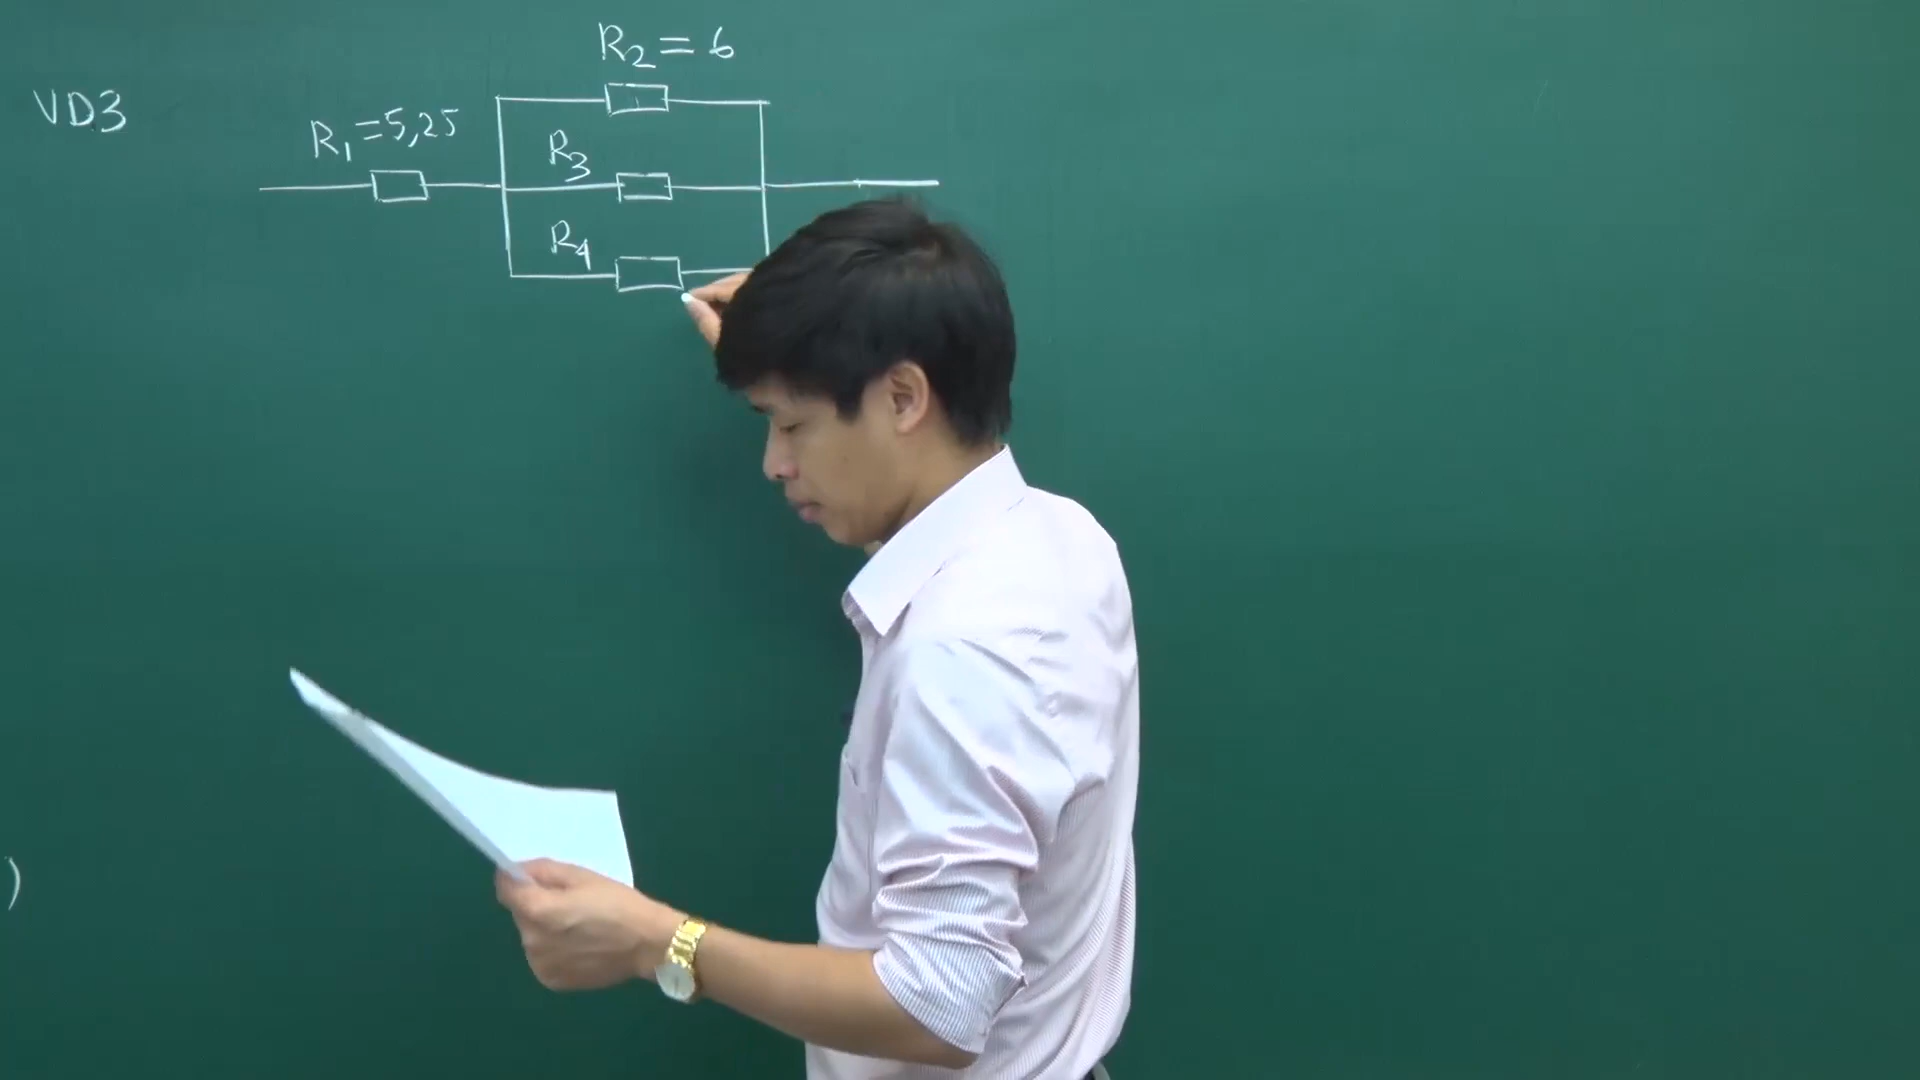 VD3
R₁=5,25
R₂ = 6
R₃
R₄
)